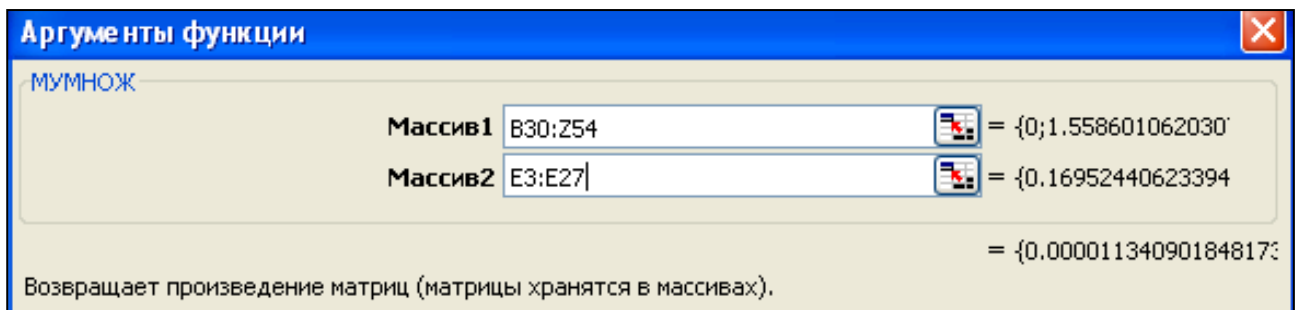 Аргументы функции
МУМНОЖ
Массив1 B30:Z54 = {0;1.558601062030
Массив2 E3:E27 = {0.16952440623394
= {0.000011340901848173
Возвращает произведение матриц (матрицы хранятся в массивах).